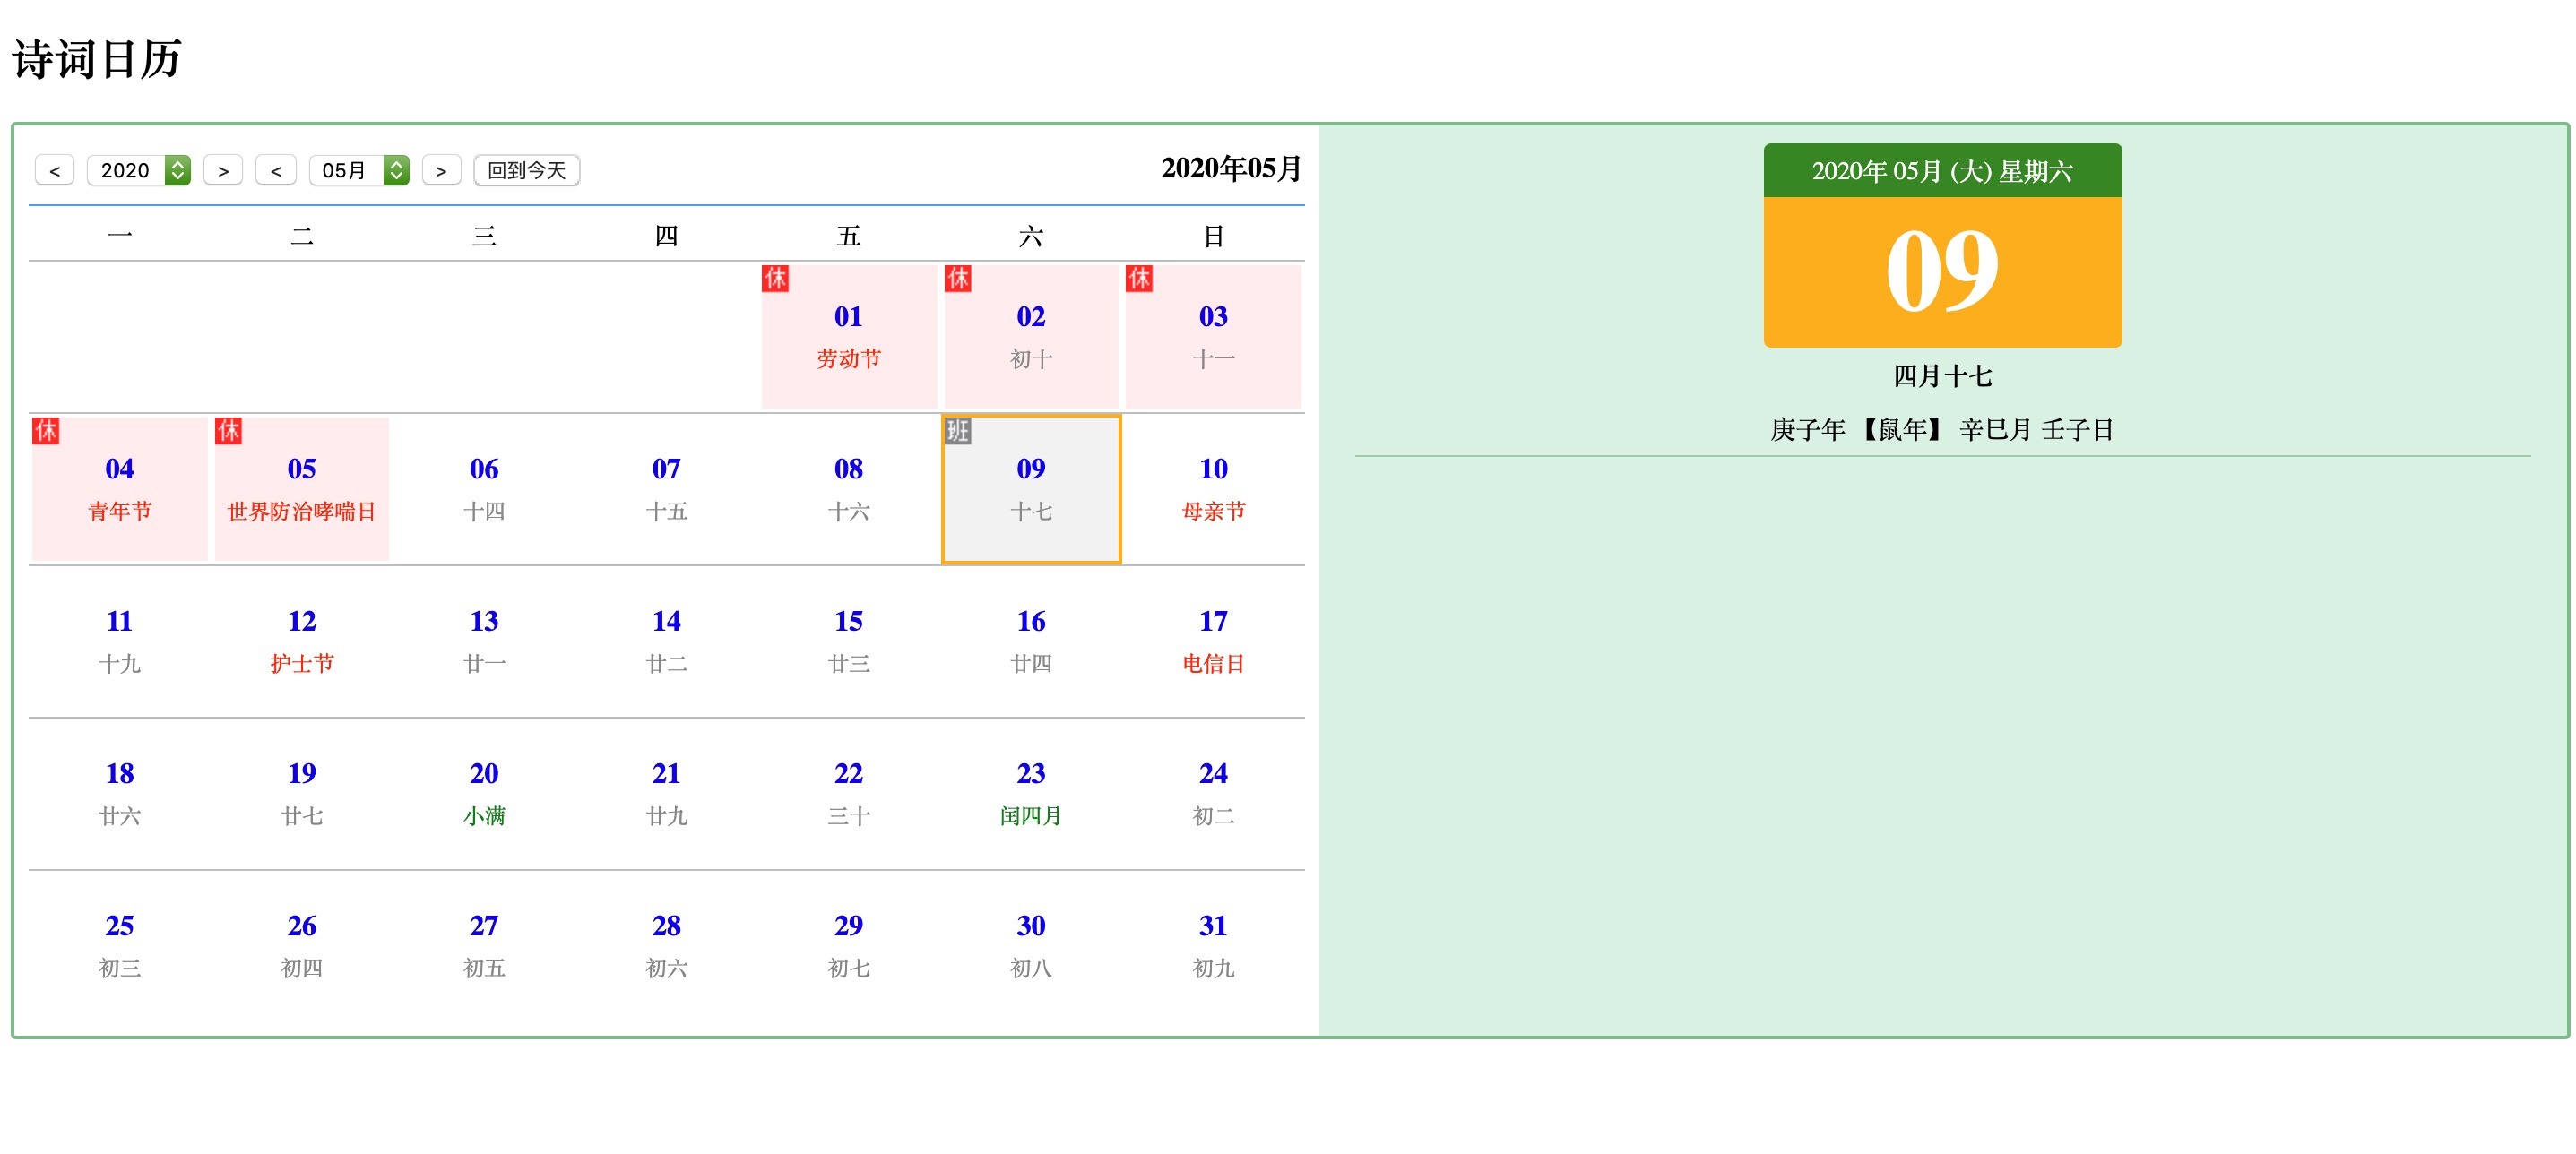 诗词日历
< 2020 > < 05月 > 回到今天 2020年05月
一 二 三 四 五 六 日
休 休 休
01 02 03
劳动节 初十 十一
休 休 班
04 05 06 07 08 09 10
青年节 世界防治哮喘日 十四 十五 十六 十七 母亲节
11 12 13 14 15 16 17
十九 护士节 廿一 廿二 廿三 廿四 电信日
18 19 20 21 22 23 24
廿六 廿七 小满 廿九 三十 闰四月 初二
25 26 27 28 29 30 31
初三 初四 初五 初六 初七 初八 初九
2020年 05月 (大) 星期六
09
四月十七
庚子年 【鼠年】 辛巳月 壬子日